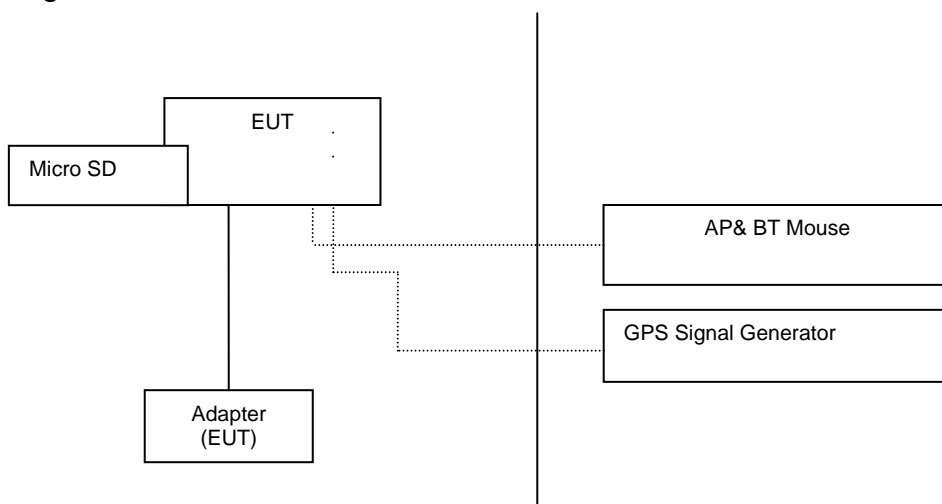 EUT
Micro SD
AP& BT Mouse
GPS Signal Generator
Adapter
(EUT)